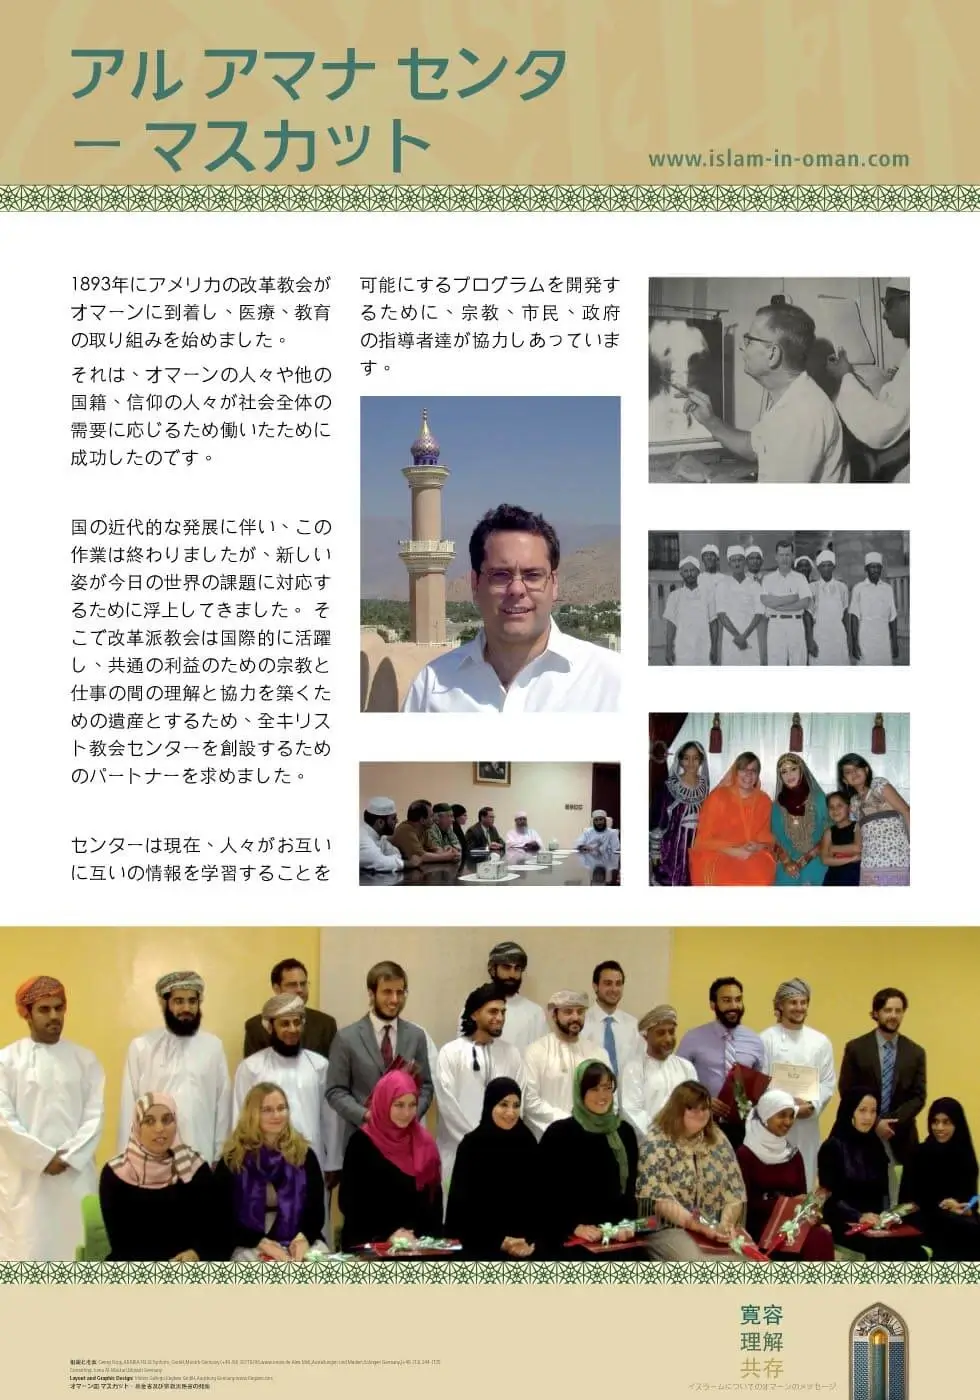 アル アマナ センタ
ー マスカット
www.islam-in-oman.com
1893年にアメリカの改革教会が
オマーンに到着し、医療、教育
の取り組みを始めました。
それは、オマーンの人々や他の
国籍、信仰の人々が社会全体の
需要に応じるため働いたために
成功したのです。
国の近代的な発展に伴い、この
作業は終わりましたが、新しい
姿が今日の世界の課題に対応す
るために浮上してきました。 そ
こで改革派教会は国際的に活躍
し、共通の利益のための宗教と
仕事の間の理解と協力を築くた
めの遺産とするため、全キリス
ト教会センターを創設するため
のパートナーを求めました。
センターは現在、人々がお互い
に互いの情報を学習することを
可能にするプログラムを開発す
るために、宗教、市民、政府
の指導者達が協力しあっていま
す。
寛容
理解
共存
イスラームについてのオマーンのメッセージ